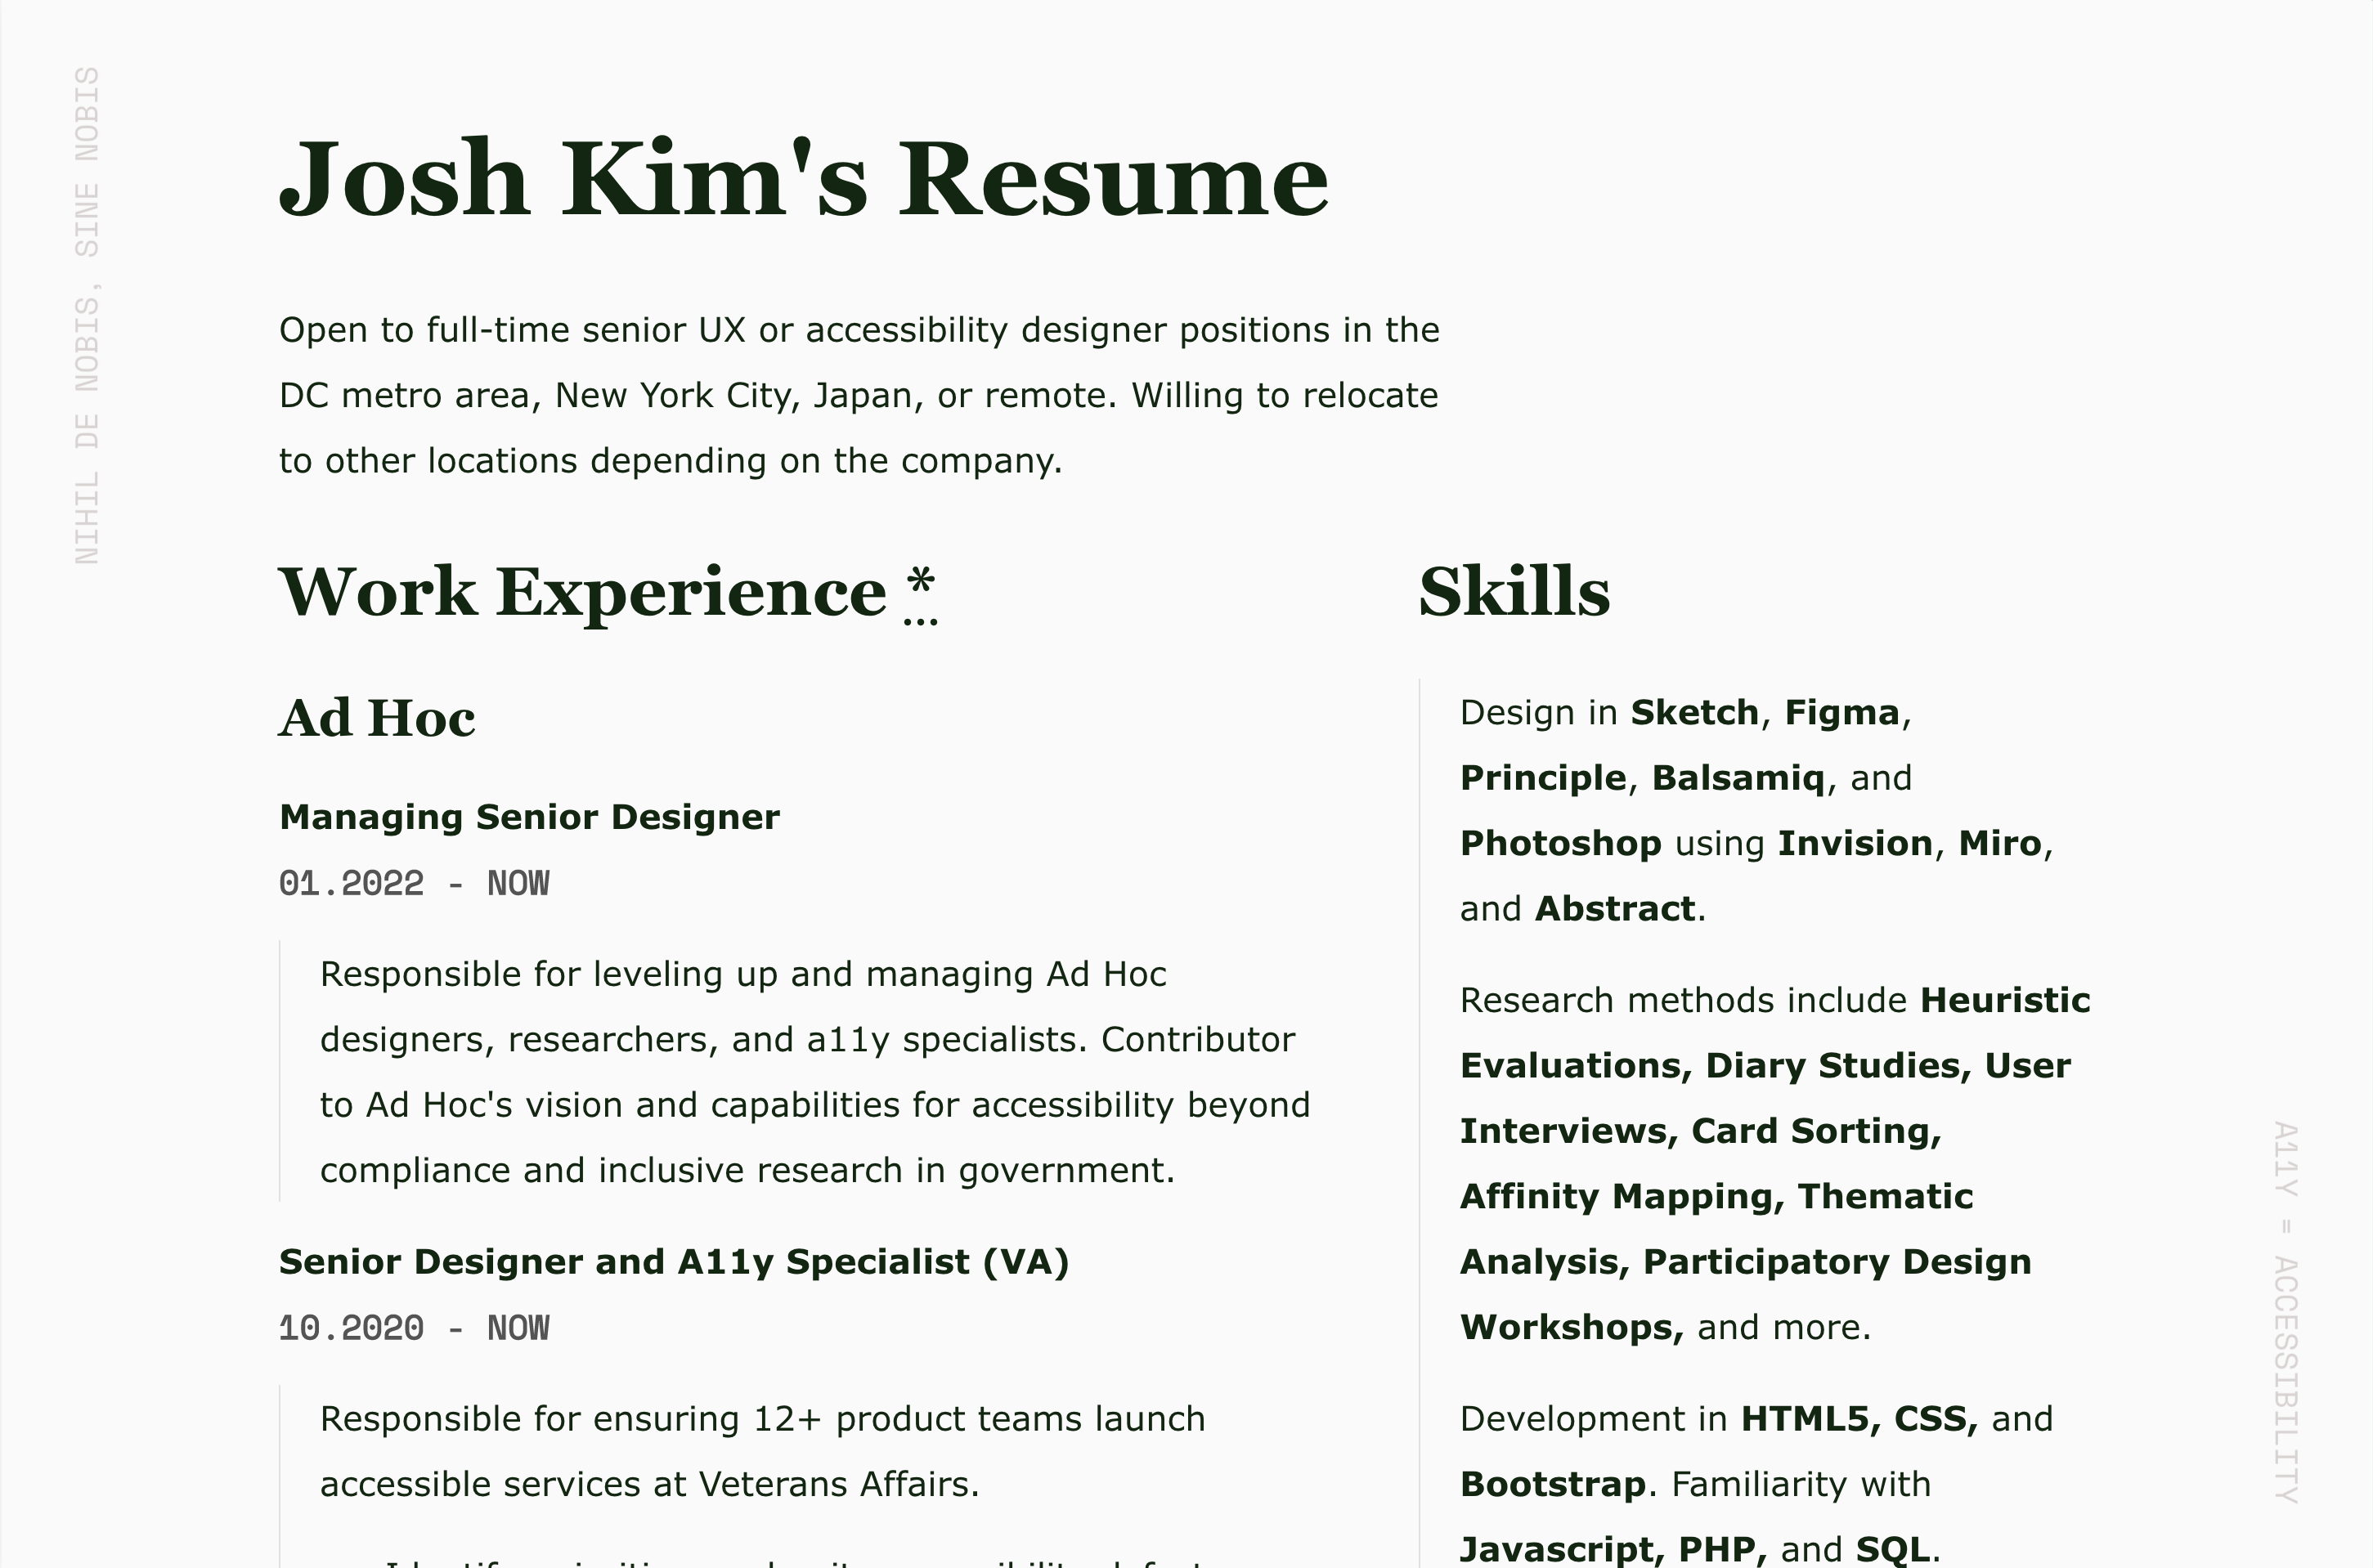 NIHIL DE NOBIS, SINE NOBIS
Josh Kim's Resume
Open to full-time senior UX or accessibility designer positions in the
DC metro area, New York City, Japan, or remote. Willing to relocate
to other locations depending on the company.
Work Experience *
Ad Hoc
Managing Senior Designer
01.2022 - NOW
Responsible for leveling up and managing Ad Hoc
designers, researchers, and a11y specialists. Contributor
to Ad Hoc's vision and capabilities for accessibility beyond
compliance and inclusive research in government.
Senior Designer and A11y Specialist (VA)
10.2020 - NOW
Responsible for ensuring 12+ product teams launch
accessible services at Veterans Affairs.
Skills
Design in Sketch, Figma,
Principle, Balsamiq, and
Photoshop using Invision, Miro,
and Abstract.
Research methods include Heuristic
Evaluations, Diary Studies, User
Interviews, Card Sorting,
Affinity Mapping, Thematic
Analysis, Participatory Design
Workshops, and more.
Development in HTML5, CSS, and
Bootstrap. Familiarity with
Javascript, PHP, and SQL.
A11Y = ACCESSIBILITY